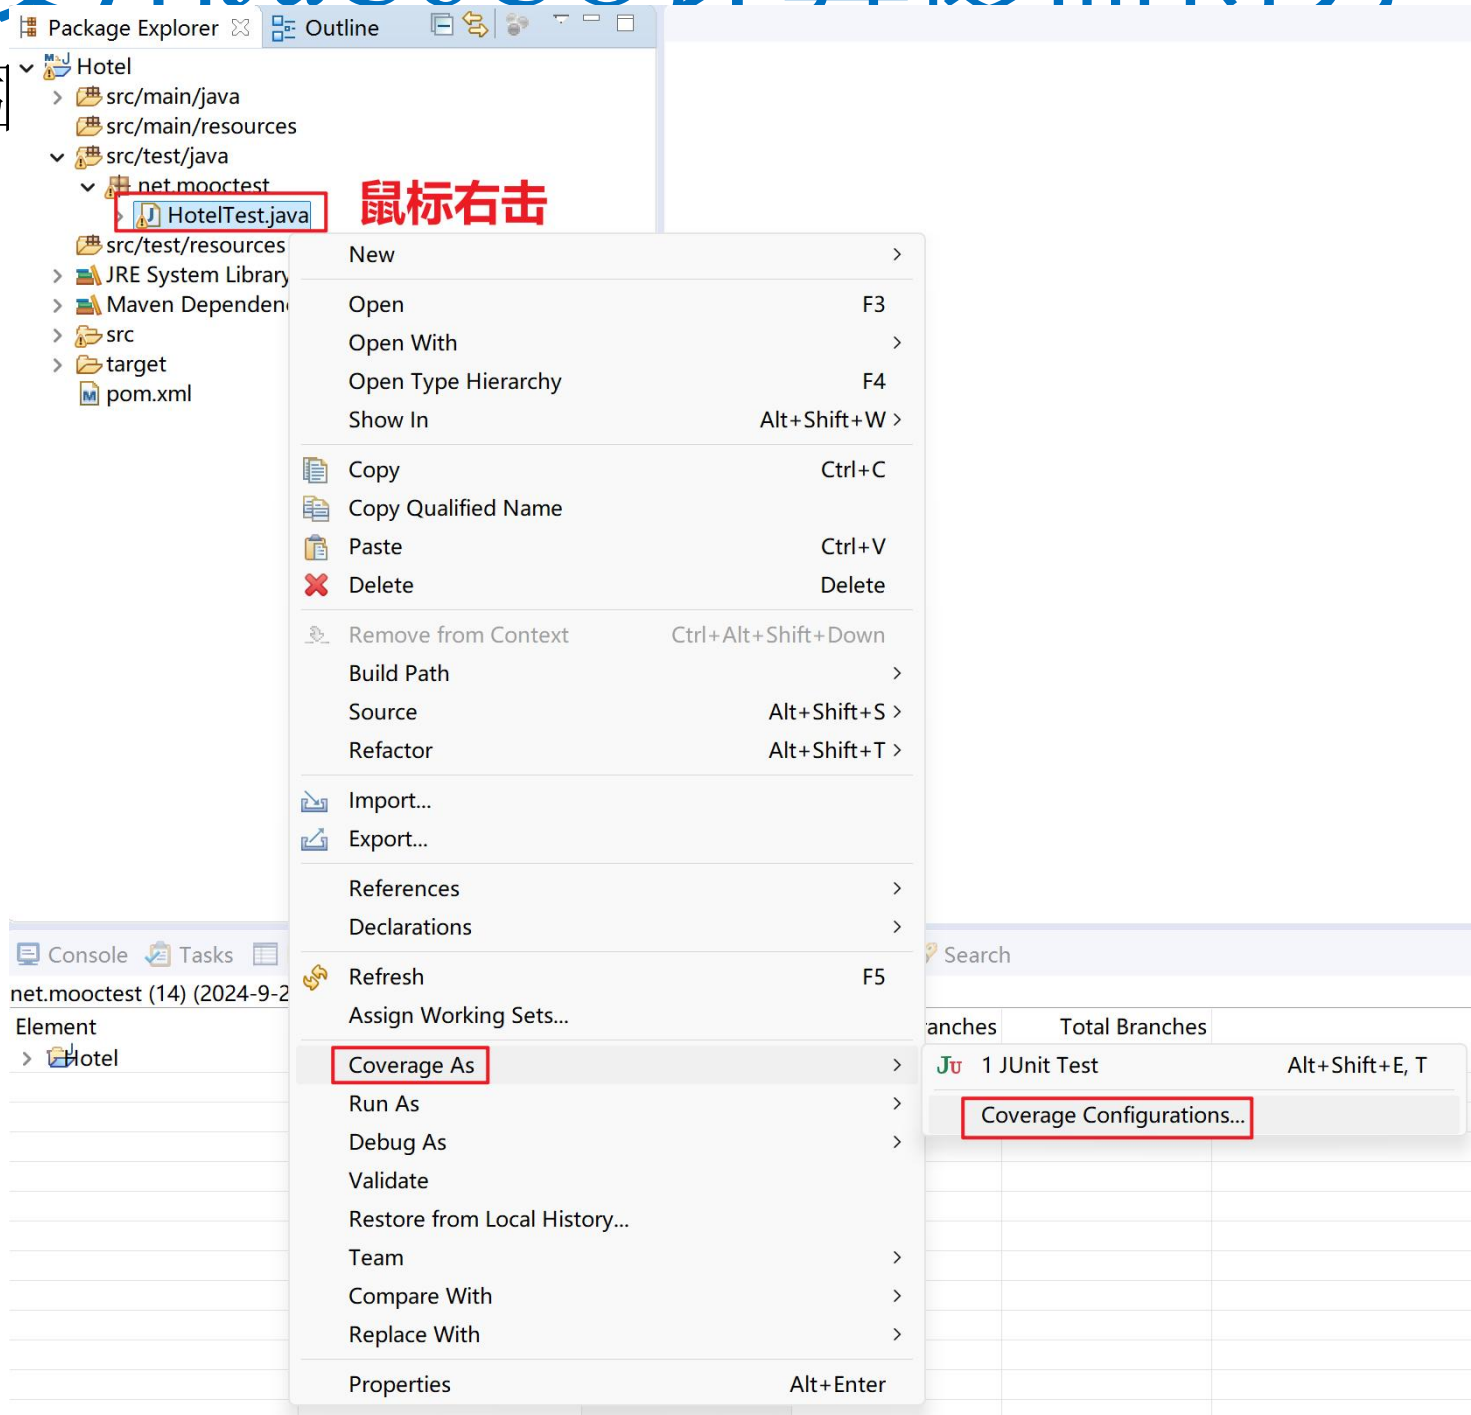 Package Explorer
Outline
Hotel
src/main/java
src/main/resources
src/test/java
net.mooctest
HotelTest.java
鼠标右击
src/test/resources
JRE System Library
Maven Dependen
src
target
pom.xml
New
Open F3
Open With
Open Type Hierarchy F4
Show In Alt+Shift+W
Copy Ctrl+C
Copy Qualified Name
Paste Ctrl+V
Delete Delete
Remove from Context Ctrl+Alt+Shift+Down
Build Path
Source Alt+Shift+S
Refactor Alt+Shift+T
Import...
Export...
References
Declarations
Refresh F5
Assign Working Sets...
Coverage As
Run As
Debug As
Validate
Restore from Local History...
Team
Compare With
Replace With
Properties Alt+Enter
1 JUnit Test Alt+Shift+E, T
Coverage Configurations...
Console Tasks Search
net.mooctest (14) (2024-9-2
Element anches Total Branches
Hotel